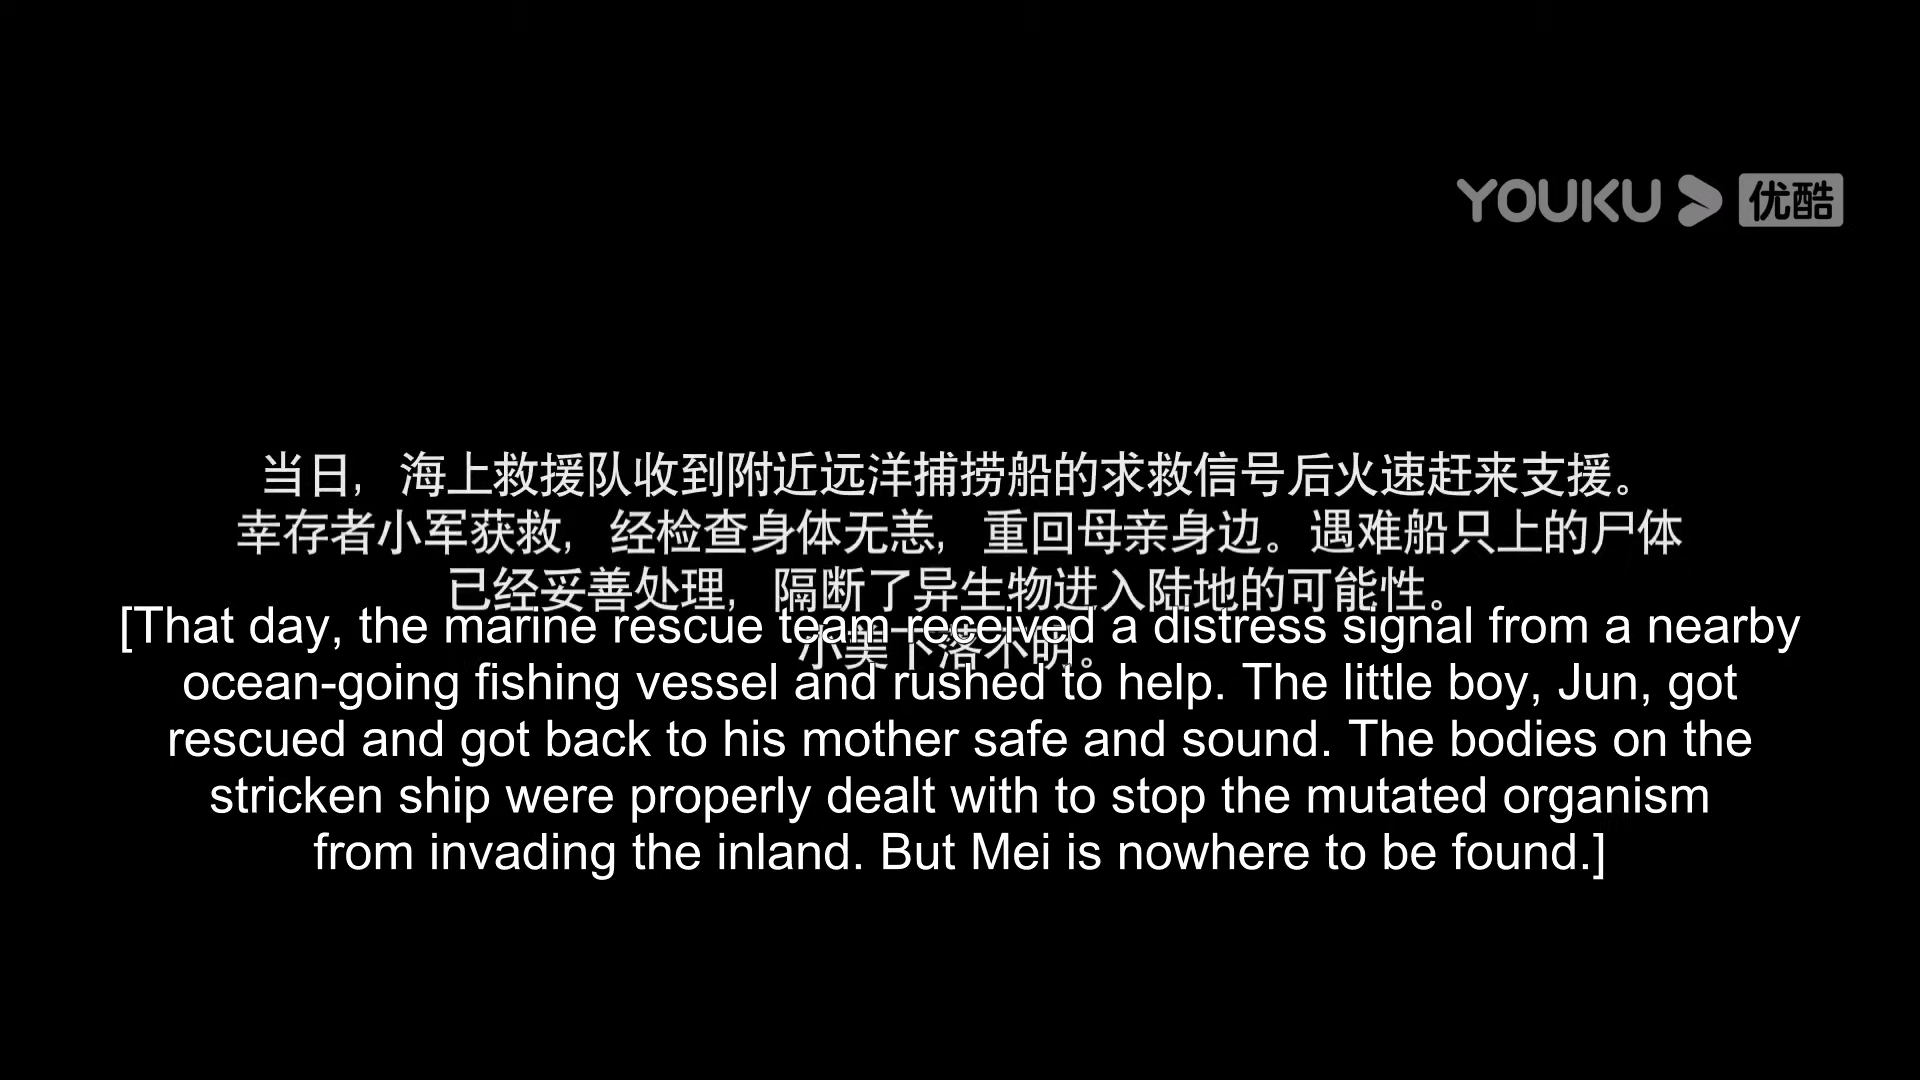 YOUKU 优酷
当日，海上救援队收到附近远洋捕捞船的求救信号后火速赶来支援。
幸存者小军获救，经检查身体无恙，重回母亲身边。遇难船只上的尸体
已经妥善处理，隔断了异生物进入陆地的可能性。
小美下落不明。
[That day, the marine rescue team received a distress signal from a nearby
ocean-going fishing vessel and rushed to help. The little boy, Jun, got
rescued and got back to his mother safe and sound. The bodies on the
stricken ship were properly dealt with to stop the mutated organism
from invading the inland. But Mei is nowhere to be found.]